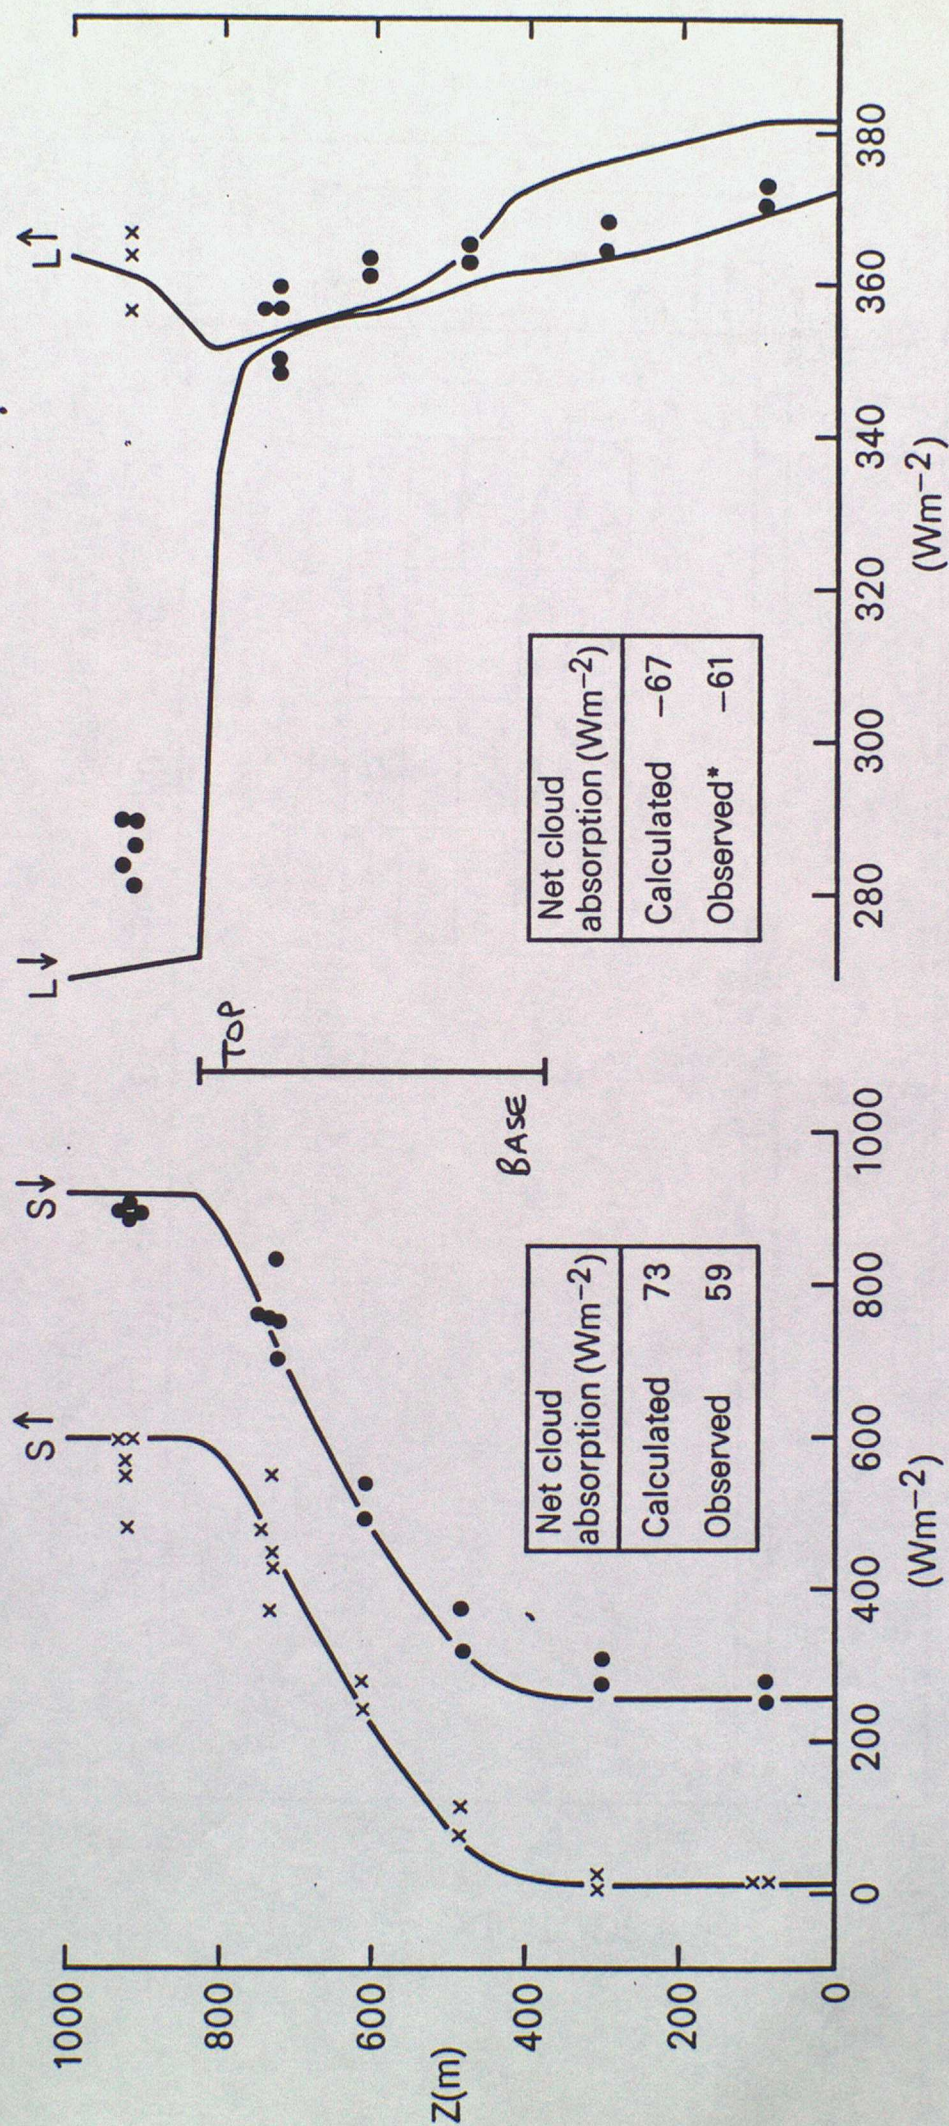 S↑
S↓
L↓
L↑
1000
800
600
400
200
0
Z(m)
TOP
BASE
Net cloud
absorption (Wm−2)
Calculated 73
Observed 59
Net cloud
absorption (Wm−2)
Calculated −67
Observed* −61
0 200 400 600 800 1000
(Wm−2)
280 300 320 340 360 380
(Wm−2)